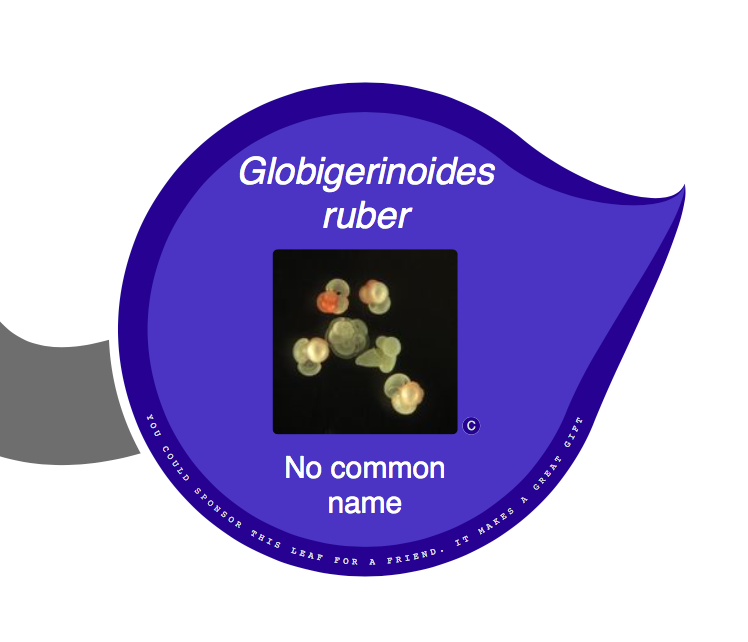 Globigerinoides
ruber
C
No common
name
YOU COULD SPONSOR THIS LEAF FOR A FRIEND. IT MAKES A GREAT GIFT